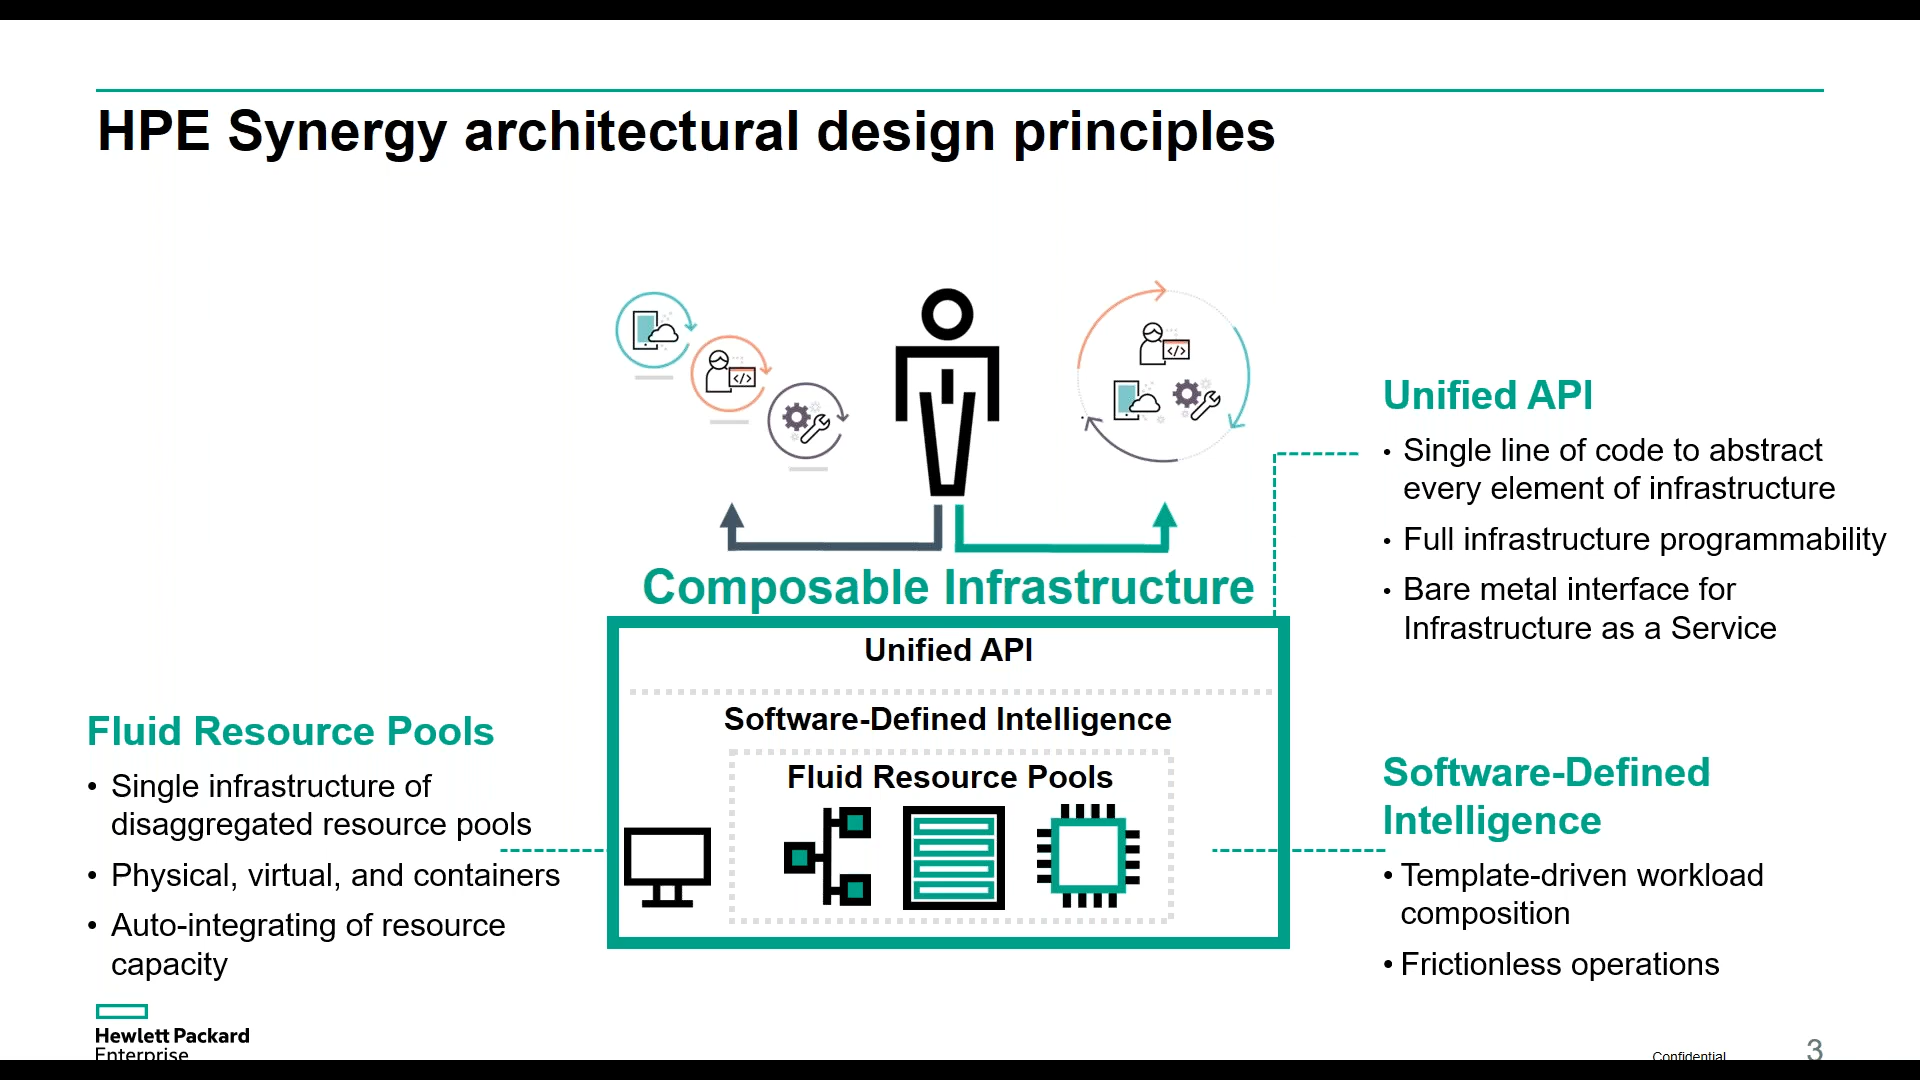 HPE Synergy architectural design principles
</>
</>
Composable Infrastructure
Unified API
Software-Defined Intelligence
Fluid Resource Pools
Fluid Resource Pools
• Single infrastructure of
disaggregated resource pools
• Physical, virtual, and containers
• Auto-integrating of resource
capacity
Unified API
• Single line of code to abstract
every element of infrastructure
• Full infrastructure programmability
• Bare metal interface for
Infrastructure as a Service
Software-Defined
Intelligence
• Template-driven workload
composition
• Frictionless operations
Hewlett Packard
Enterprise
Confidential
3